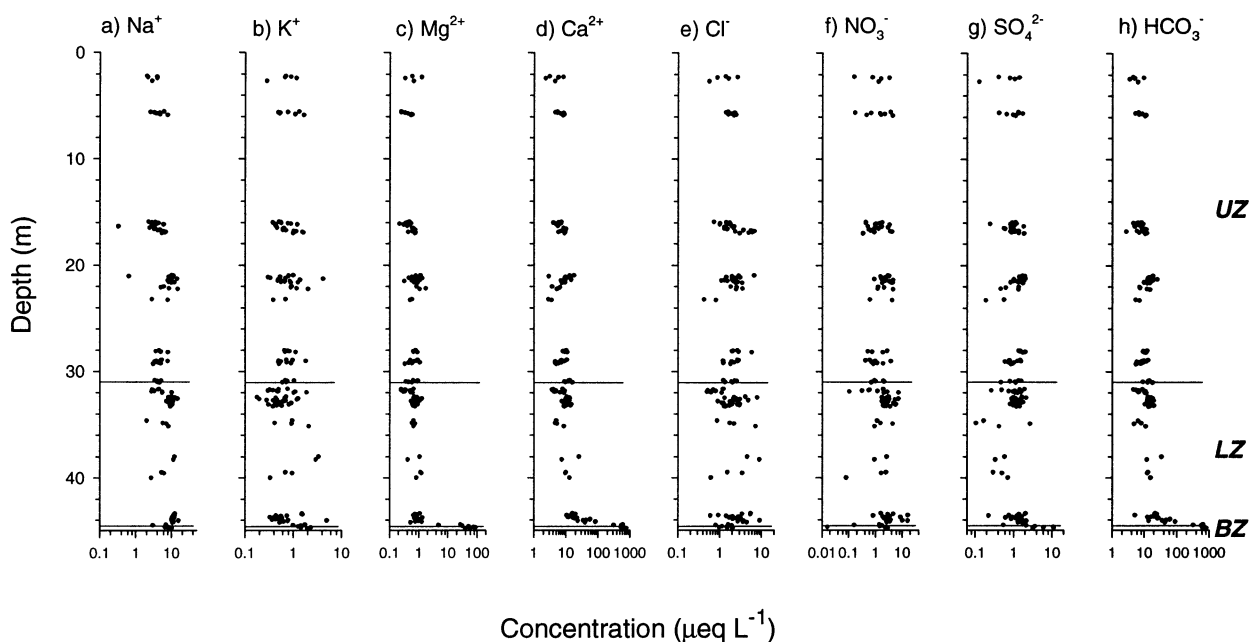 a) Na⁺ b) K⁺ c) Mg²⁺ d) Ca²⁺ e) Cl⁻ f) NO₃⁻ g) SO₄²⁻ h) HCO₃⁻
0
10
UZ
Depth (m)
20
30
LZ
40
BZ
0.1 1 10 0.1 1 10 0.1 1 10 100 1 10 100 1000 0.1 1 10 0.01 0.1 1 10 0.1 1 10 1 10 100 1000
Concentration (μeq L⁻¹)